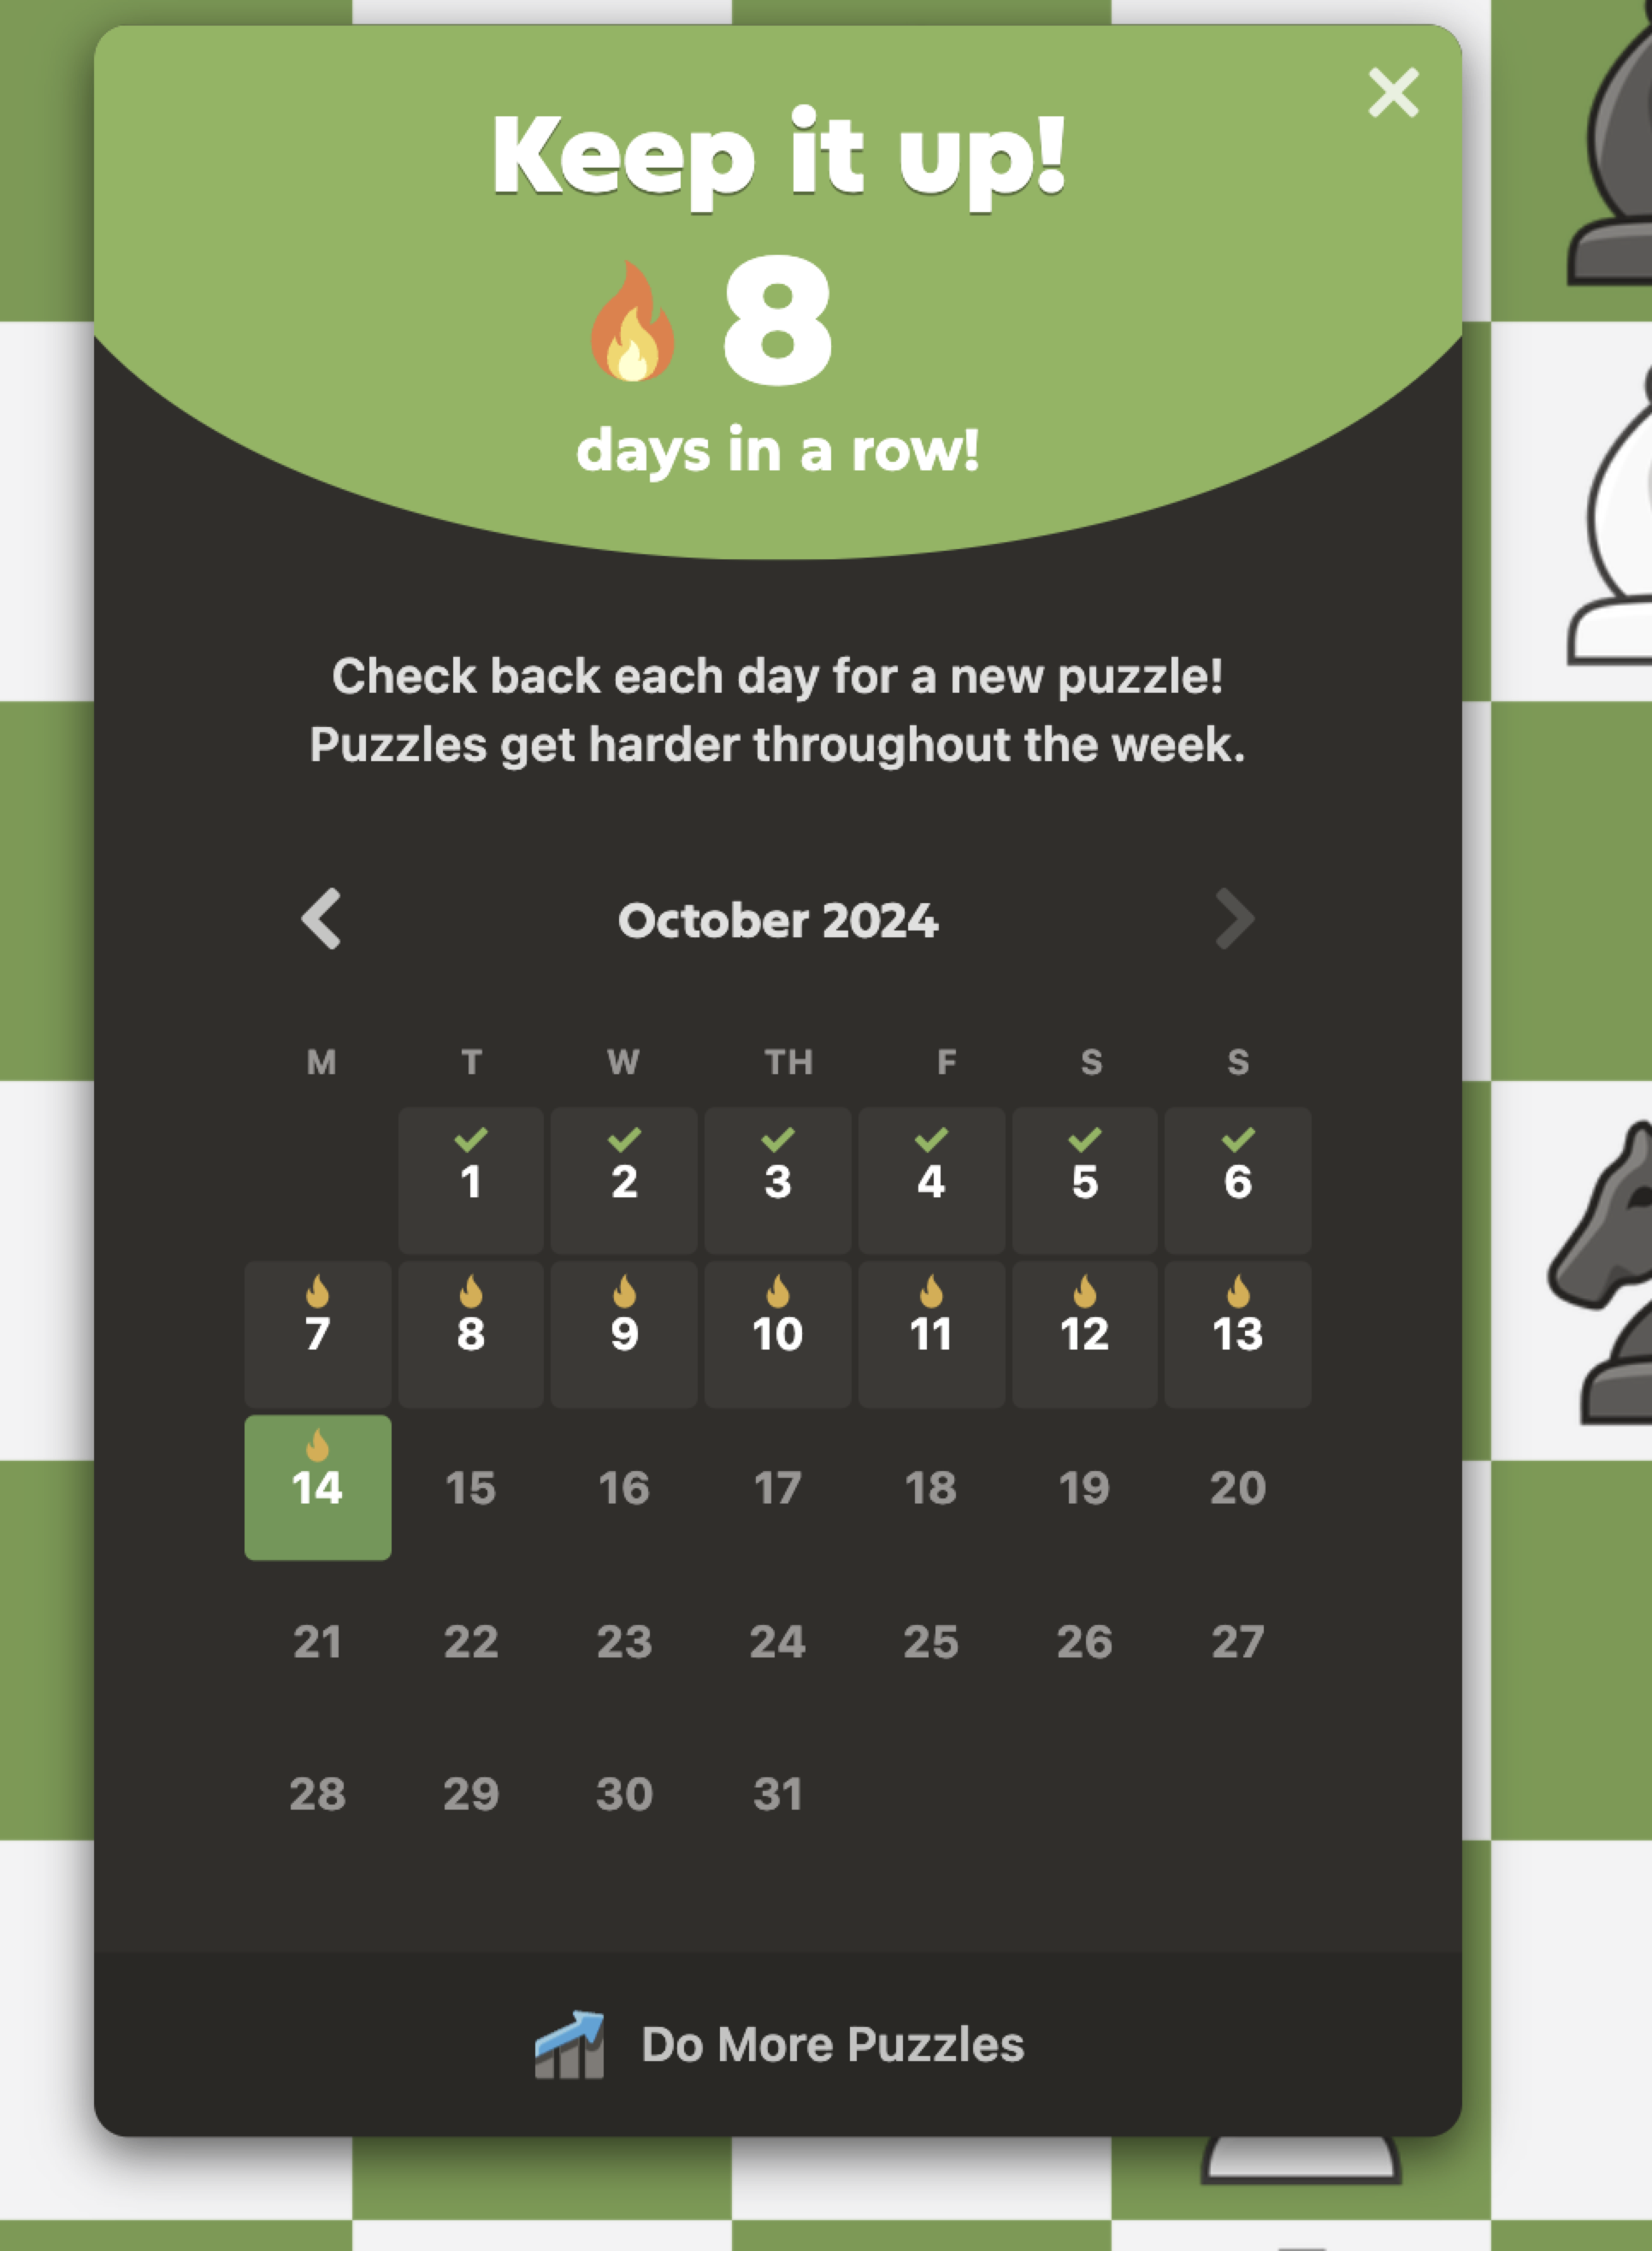 Keep it up!
8
days in a row!
Check back each day for a new puzzle!
Puzzles get harder throughout the week.
October 2024
M T W TH F S S
1 2 3 4 5 6
7 8 9 10 11 12 13
14 15 16 17 18 19 20
21 22 23 24 25 26 27
28 29 30 31
Do More Puzzles